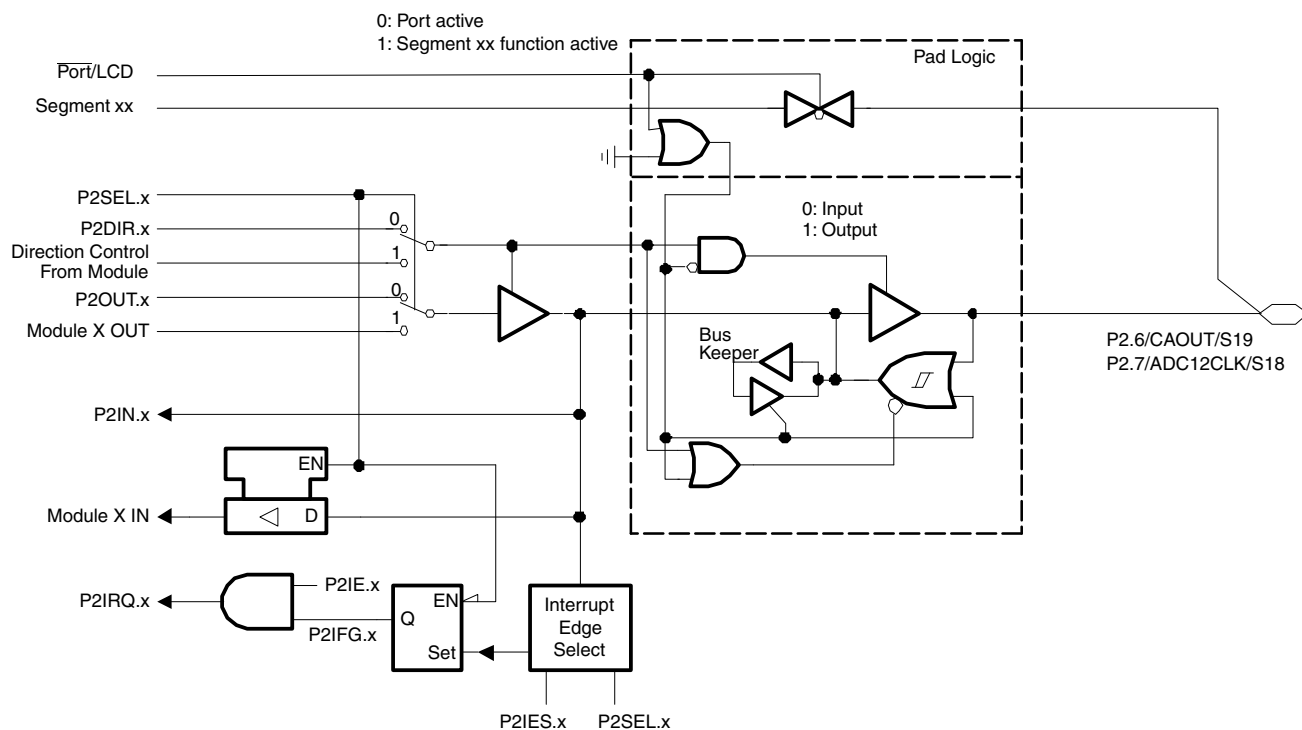 0: Port active
1: Segment xx function active
Pad Logic
Port/LCD
Segment xx
P2SEL.x
P2DIR.x
0
Direction Control
From Module
1
P2OUT.x
0
Module X OUT
1
0: Input
1: Output
Bus
Keeper
P2.6/CAOUT/S19
P2.7/ADC12CLK/S18
P2IN.x
EN
Module X IN
D
P2IRQ.x
P2IE.x
P2IFG.x
EN
Q
Set
Interrupt
Edge
Select
P2IES.x
P2SEL.x